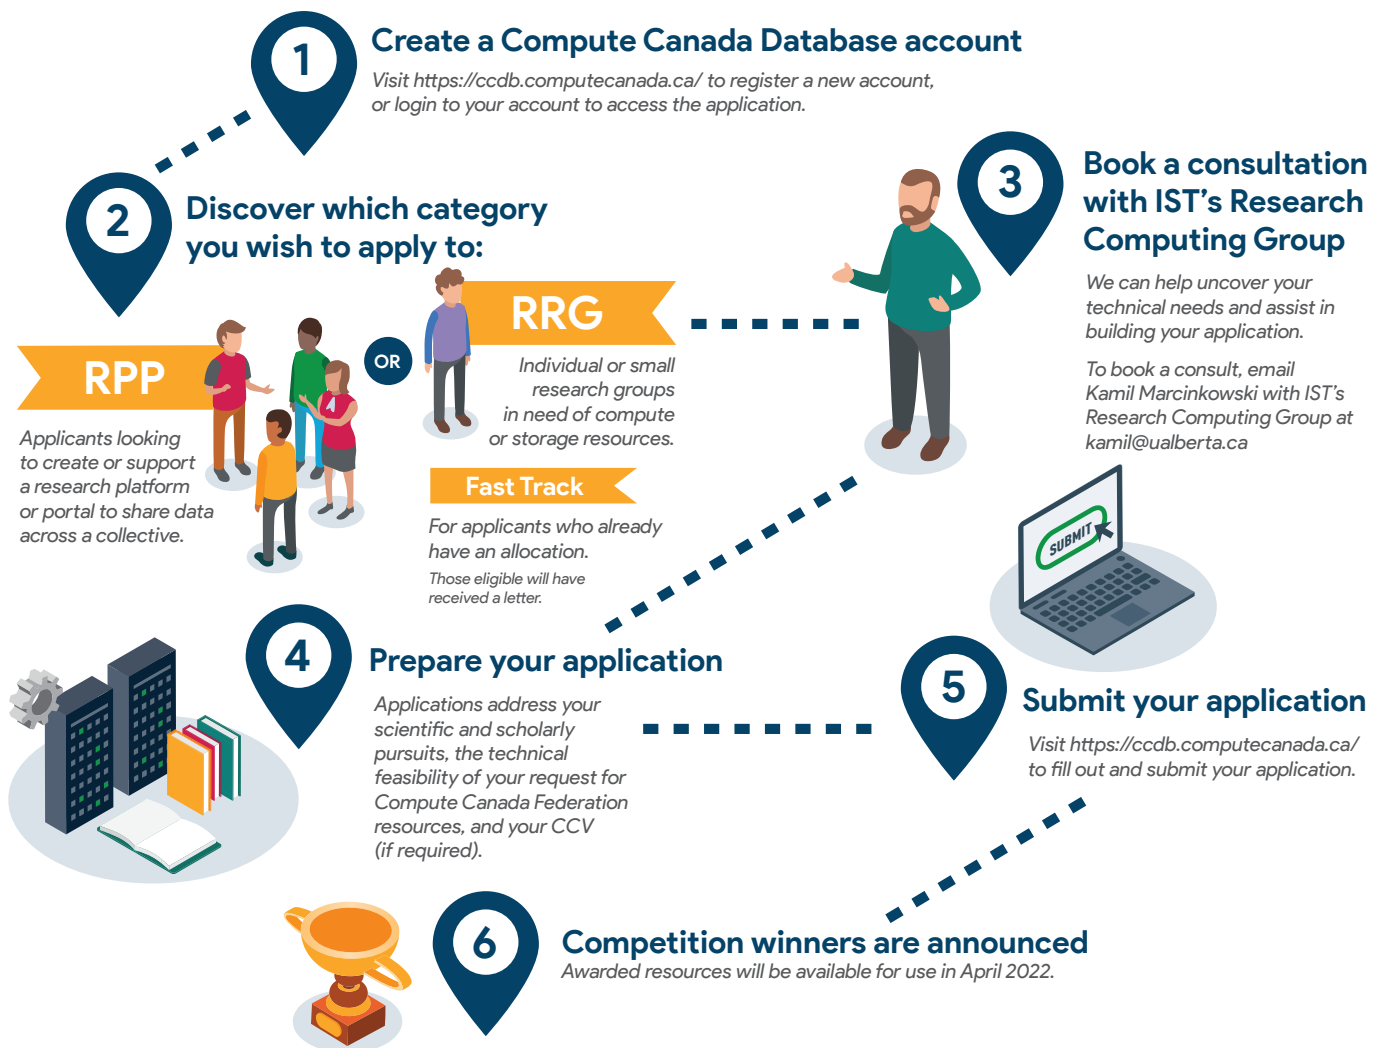 1
Create a Compute Canada Database account
Visit https://ccdb.computecanada.ca/ to register a new account,
or login to your account to access the application.
2
Discover which category
you wish to apply to:
RPP
Applicants looking
to create or support
a research platform
or portal to share data
across a collective.
OR
RRG
Individual or small
research groups
in need of compute
or storage resources.
Fast Track
For applicants who already
have an allocation.
Those eligible will have
received a letter.
3
Book a consultation
with IST's Research
Computing Group
We can help uncover your
technical needs and assist in
building your application.
To book a consult, email
Kamil Marcinkowski with IST's
Research Computing Group at
kamil@ualberta.ca
SUBMIT
4
Prepare your application
Applications address your
scientific and scholarly
pursuits, the technical
feasibility of your request for
Compute Canada Federation
resources, and your CCV
(if required).
5
Submit your application
Visit https://ccdb.computecanada.ca/
to fill out and submit your application.
6
Competition winners are announced
Awarded resources will be available for use in April 2022.